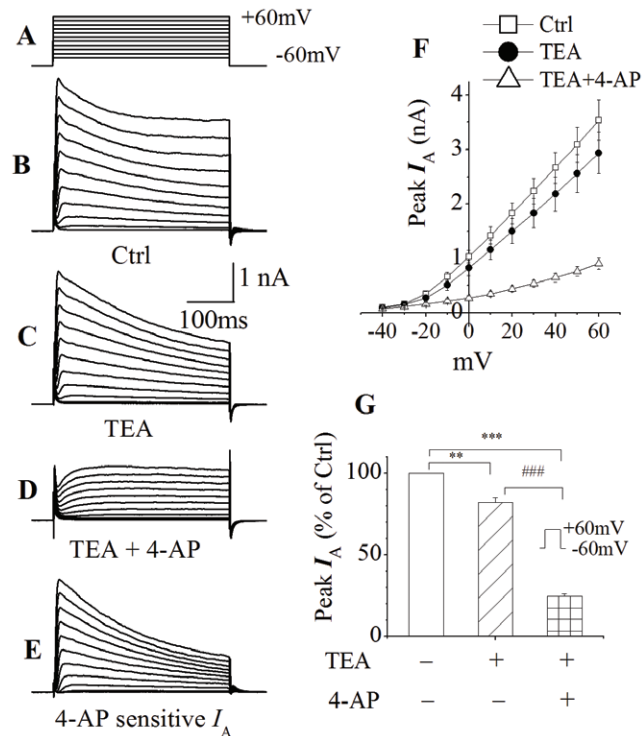 A
+60mV
-60mV
B
Ctrl
1 nA
100ms
C
TEA
D
TEA + 4-AP
E
4-AP sensitive I_A
F
Ctrl
TEA
TEA+4-AP
Peak I_A (nA)
4
3
2
1
0
-40 -20 0 20 40 60
mV
G
***
**
###
Peak I_A (% of Ctrl)
100
50
0
+60mV
-60mV
TEA − + +
4-AP − − +